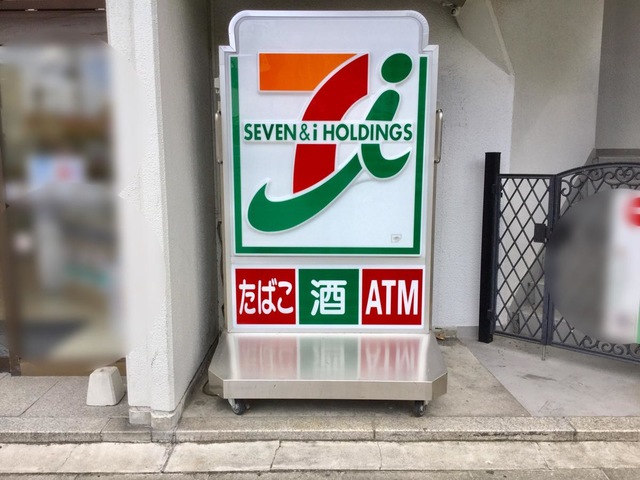 SEVEN & i HOLDINGS
たばこ 酒 ATM